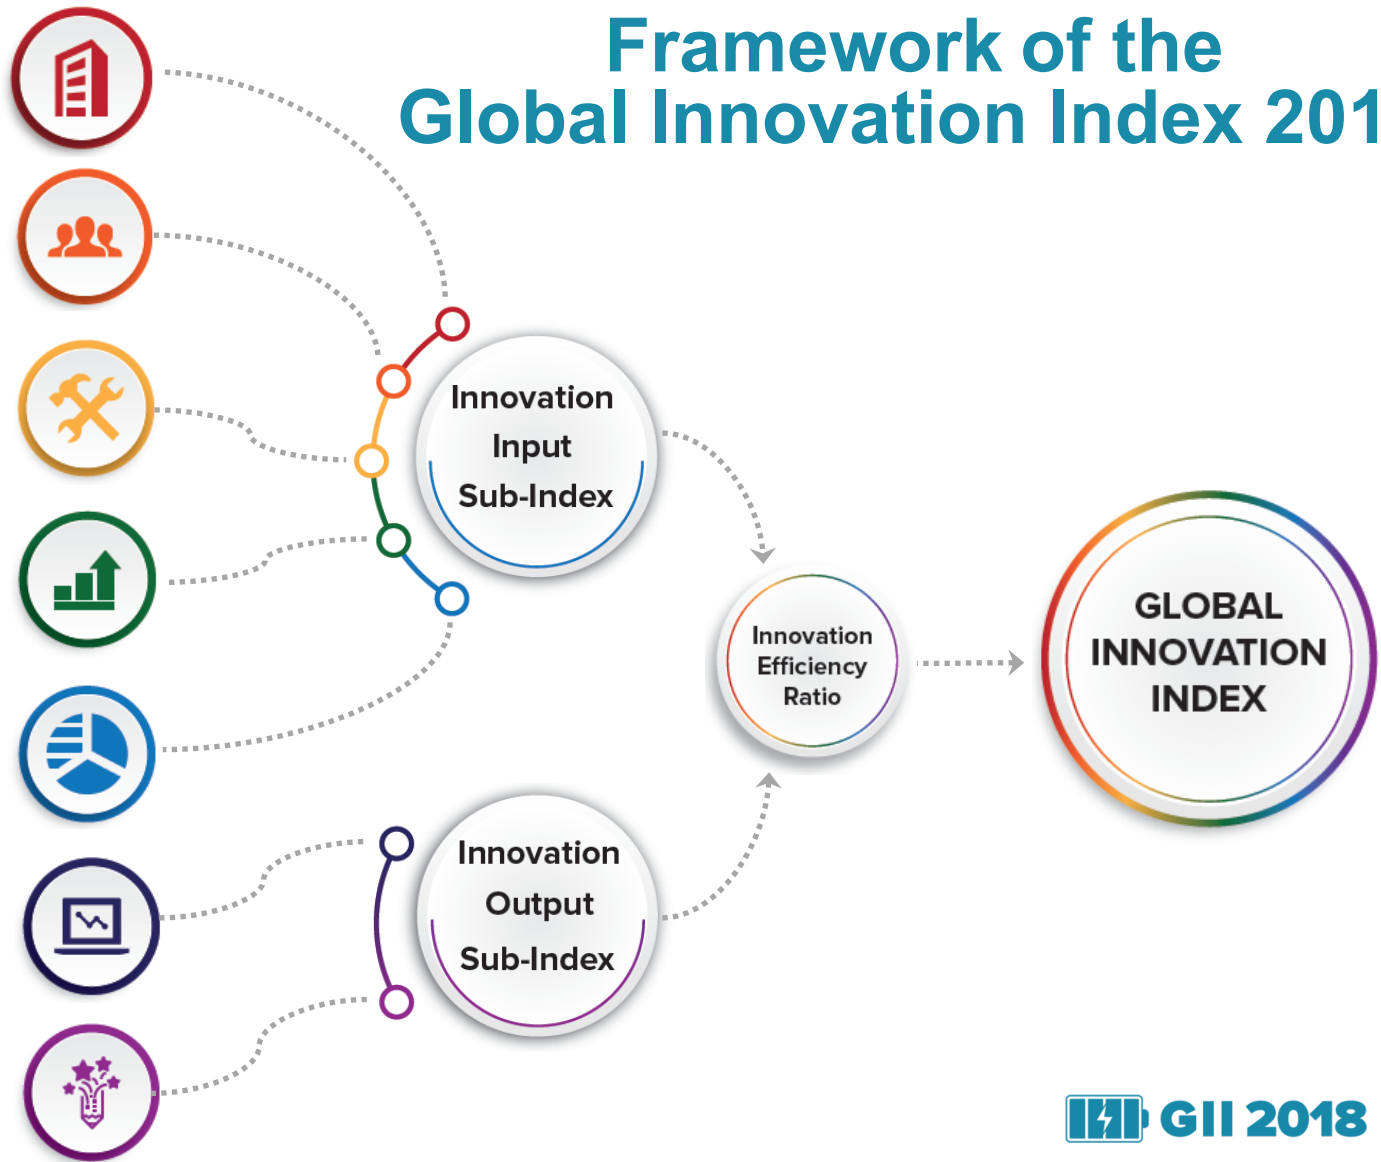 Framework of the
Global Innovation Index 201
Innovation
Input
Sub-Index
Innovation
Efficiency
Ratio
GLOBAL
INNOVATION
INDEX
Innovation
Output
Sub-Index
GII 2018